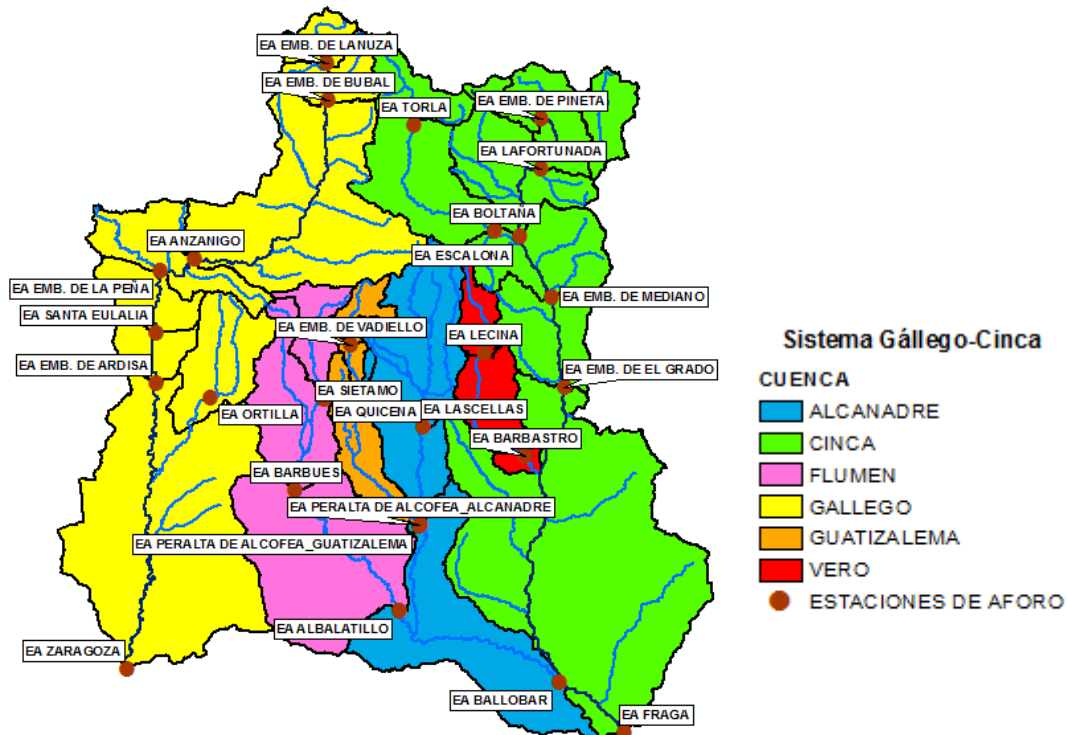 EA EMB. DE LANUZA
EA EMB. DE BUBAL
EA TORLA
EA EMB. DE PINETA
EA LAFORTUNADA
EA BOLTAÑA
EA ANZANIGO
EA ESCALONA
EA EMB. DE LA PEÑA
EA EMB. DE MEDIANO
EA SANTA EULALIA
EA EMB. DE VADIELLO
EA LECINA
EA EMB. DE ARDISA
EA EMB. DE EL GRADO
EA SIETAMO
EA ORTILLA
EA QUICENA
EA LASCELLAS
EA BARBASTRO
EA BARBUES
EA PERALTA DE ALCOFEA_ALCANADRE
EA PERALTA DE ALCOFEA_GUATIZALEMA
EA ALBALATILLO
EA ZARAGOZA
EA BALLOBAR
EA FRAGA
Sistema Gállego-Cinca
CUENCA
ALCANADRE
CINCA
FLUMEN
GALLEGO
GUATIZALEMA
VERO
ESTACIONES DE AFORO